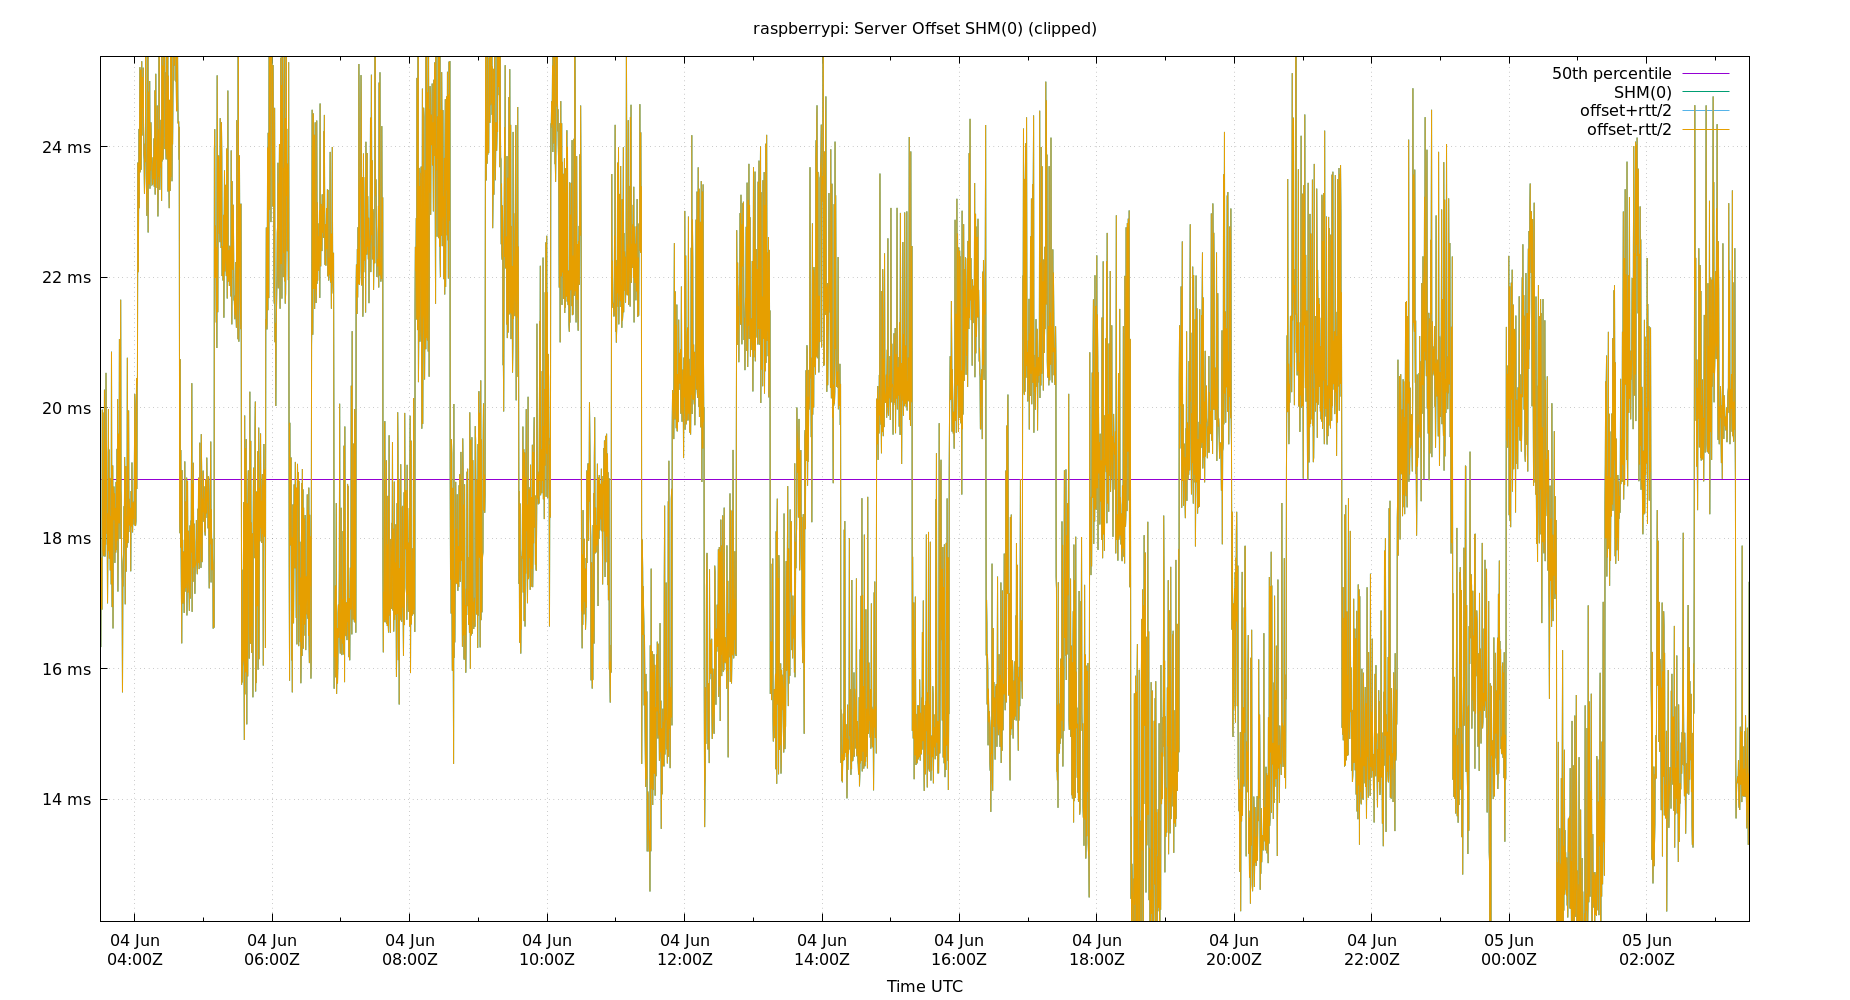 raspberrypi: Server Offset SHM(0) (clipped)
50th percentile
SHM(0)
offset+rtt/2
offset-rtt/2
24 ms
22 ms
20 ms
18 ms
16 ms
14 ms
04 Jun 04 Jun 04 Jun 04 Jun 04 Jun 04 Jun 04 Jun 04 Jun 04 Jun 04 Jun 05 Jun 05 Jun
04:00Z 06:00Z 08:00Z 10:00Z 12:00Z 14:00Z 16:00Z 18:00Z 20:00Z 22:00Z 00:00Z 02:00Z
Time UTC